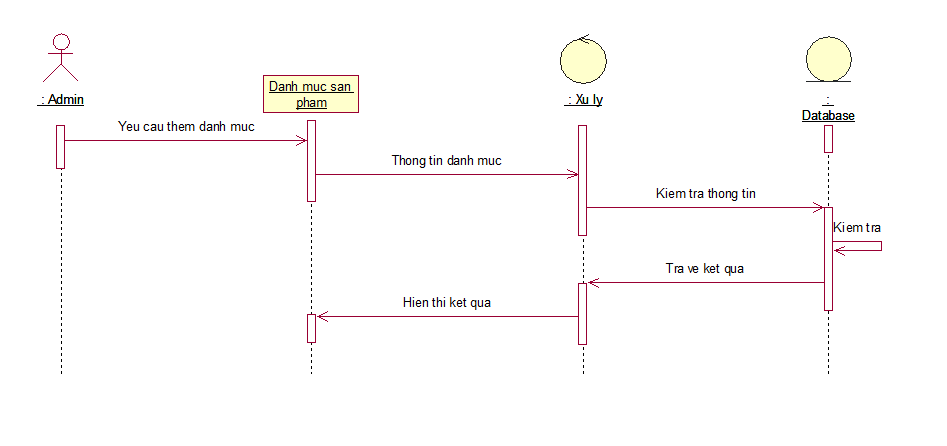 Danh muc san
pham
: Admin
: Xu ly
:
Database
Yeu cau them danh muc
Thong tin danh muc
Kiem tra thong tin
Kiem tra
Tra ve ket qua
Hien thi ket qua